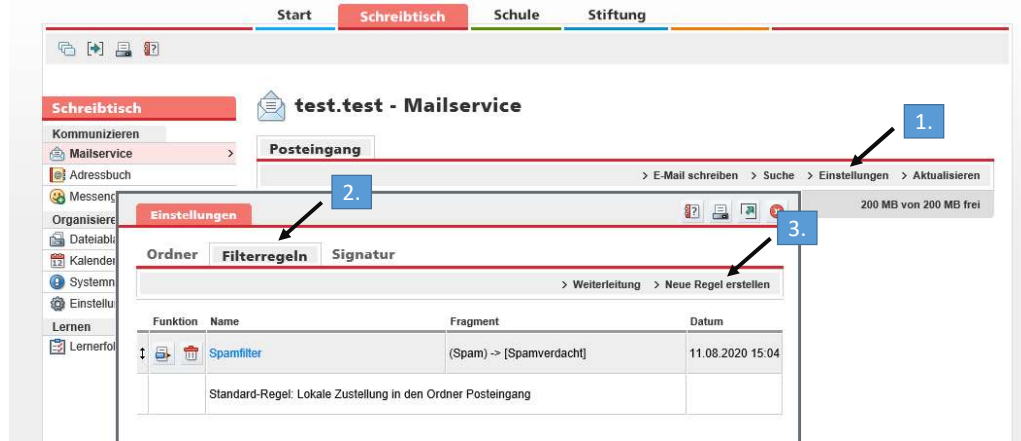 Start Schreibtisch Schule Stiftung
Schreibtisch
Kommunizieren
Mailservice >
Adressbuch
Messeng
Organisiere
Dateiabla
12 Kalender
Systemn
Einstellu
Lernen
Lernerfol
test.test - Mailservice
1.
Posteingang
> E-Mail schreiben > Suche > Einstellungen > Aktualisieren
200 MB von 200 MB frei
2.
Einstellungen
3.
Ordner Filterregeln Signatur
> Weiterleitung > Neue Regel erstellen
Funktion Name Fragment Datum
Spamfilter (Spam) -> [Spamverdacht] 11.08.2020 15:04
Standard-Regel: Lokale Zustellung in den Ordner Posteingang